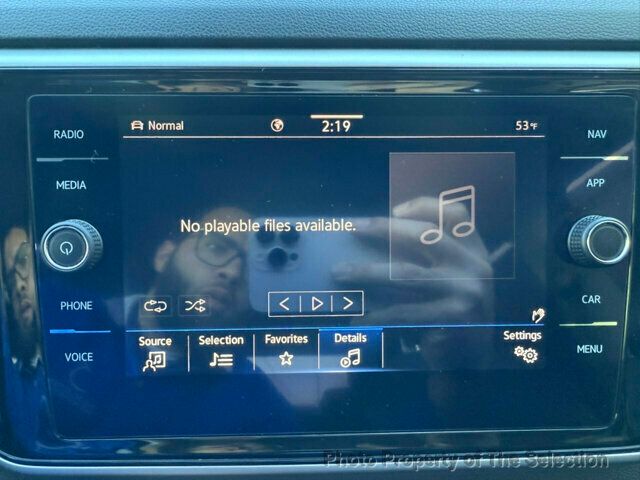 RADIO
MEDIA
PHONE
VOICE
Normal 2:19 53°F
No playable files available.
Source Selection Favorites Details Settings
NAV
APP
CAR
MENU
Photo Property of The Selection